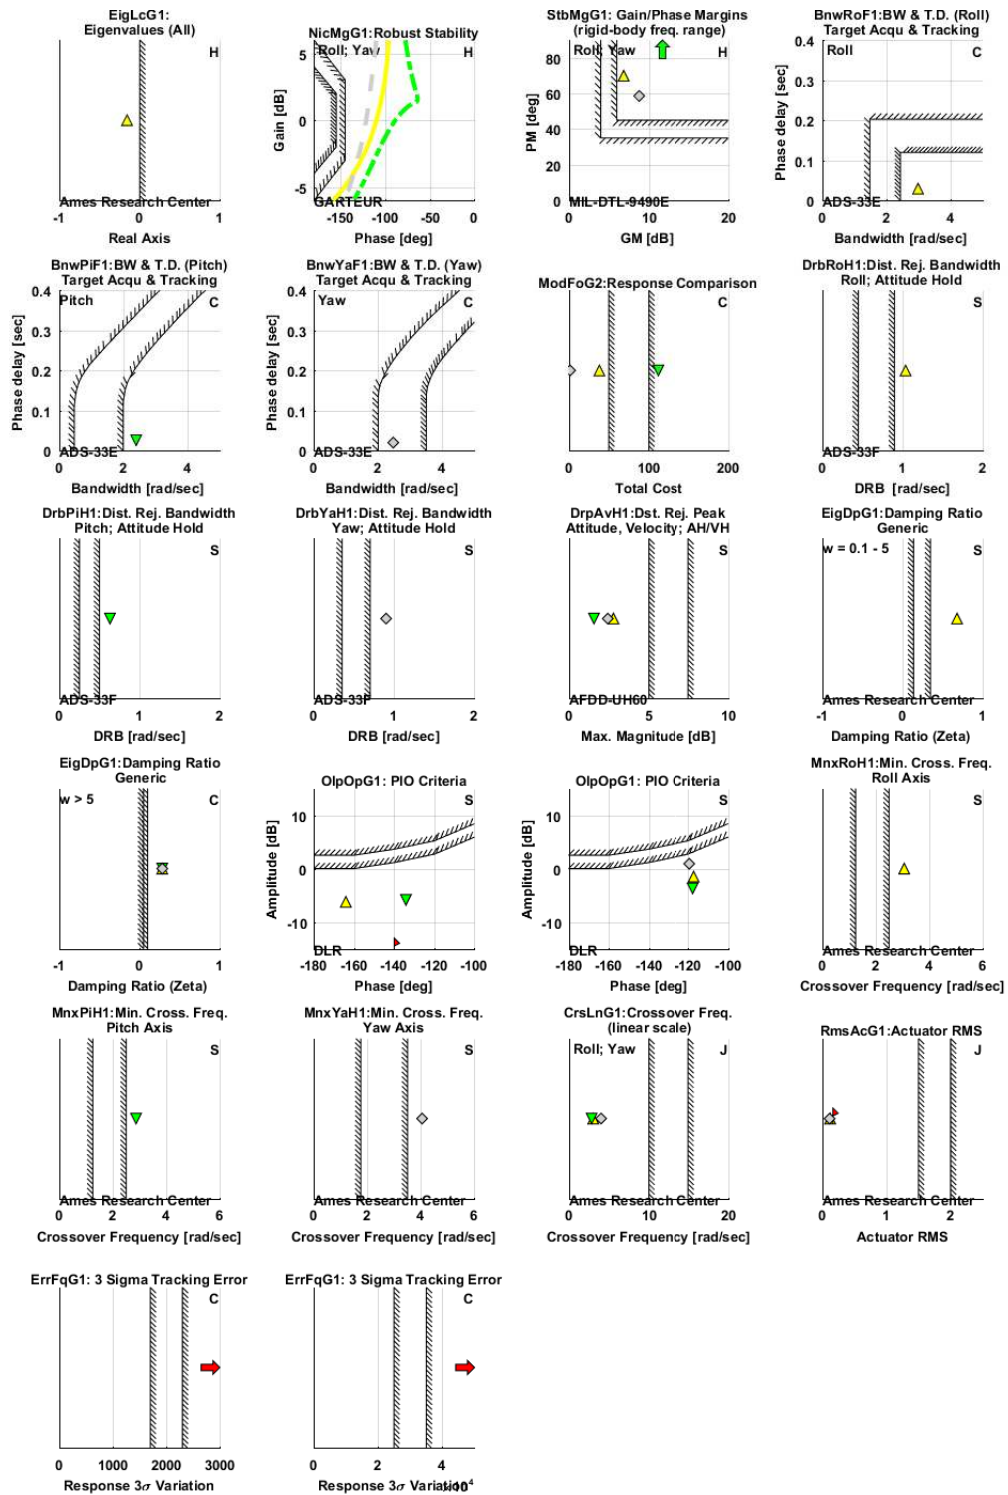 EigLcG1:
Eigenvalues (All)
H
Ames Research Center
-1 0 1
Real Axis
NicMgG1:Robust Stability
Roll; Yaw
H
5
0
-5
Gain [dB]
GARTEUR
-150 -100 -50 0
Phase [deg]
StbMgG1: Gain/Phase Margins
(rigid-body freq. range)
Roll; Yaw
H
80
60
40
20
0
PM [deg]
MIL-DTL-9490E
0 10 20
GM [dB]
BnwRoF1:BW & T.D. (Roll)
Target Acqu & Tracking
Roll
C
0.4
0.3
0.2
0.1
0
Phase delay [sec]
ADS-33E
0 2 4
Bandwidth [rad/sec]
BnwPiF1:BW & T.D. (Pitch)
Target Acqu & Tracking
Pitch
C
0.4
0.3
0.2
0.1
0
Phase delay [sec]
ADS-33E
0 2 4
Bandwidth [rad/sec]
BnwYaF1:BW & T.D. (Yaw)
Target Acqu & Tracking
Yaw
C
0.4
0.3
0.2
0.1
0
Phase delay [sec]
ADS-33E
0 2 4
Bandwidth [rad/sec]
ModFoG2:Response Comparison
C
0 100 200
Total Cost
DrbRoH1:Dist. Rej. Bandwidth
Roll; Attitude Hold
S
ADS-33F
0 1 2
DRB [rad/sec]
DrbPiH1:Dist. Rej. Bandwidth
Pitch; Attitude Hold
S
ADS-33F
0 1 2
DRB [rad/sec]
DrbYaH1:Dist. Rej. Bandwidth
Yaw; Attitude Hold
S
ADS-33F
0 1 2
DRB [rad/sec]
DrpAvH1:Dst. Rej. Peak
Attitude, Velocity; AH/VH
S
AFDD-UH60
0 5 10
Max. Magnitude [dB]
EigDpG1:Damping Ratio
Generic
w = 0.1 - 5
S
Ames Research Center
-1 0 1
Damping Ratio (Zeta)
EigDpG1:Damping Ratio
Generic
w > 5
C
-1 0 1
Damping Ratio (Zeta)
OlpOpG1: PIO Criteria
S
10
0
-10
Amplitude [dB]
DLR
-180 -160 -140 -120 -100
Phase [deg]
OlpOpG1: PIO Criteria
S
10
0
-10
Amplitude [dB]
DLR
-180 -160 -140 -120 -100
Phase [deg]
MnxRoH1:Min. Cross. Freq.
Roll Axis
S
Ames Research Center
0 2 4 6
Crossover Frequency [rad/sec]
MnxPiH1:Min. Cross. Freq.
Pitch Axis
S
Ames Research Center
0 2 4 6
Crossover Frequency [rad/sec]
MnxYaH1:Min. Cross. Freq.
Yaw Axis
S
Ames Research Center
0 2 4 6
Crossover Frequency [rad/sec]
CrsLnG1:Crossover Freq.
(linear scale)
Roll; Yaw
J
Ames Research Center
0 10 20
Crossover Frequency [rad/sec]
RmsAcG1:Actuator RMS
J
Ames Research Center
0 1 2
Actuator RMS
ErrFqG1: 3 Sigma Tracking Error
C
0 1000 2000 3000
Response 3σ Variation
ErrFqG1: 3 Sigma Tracking Error
C
0 2 4
Response 3σ Variation
×10⁴